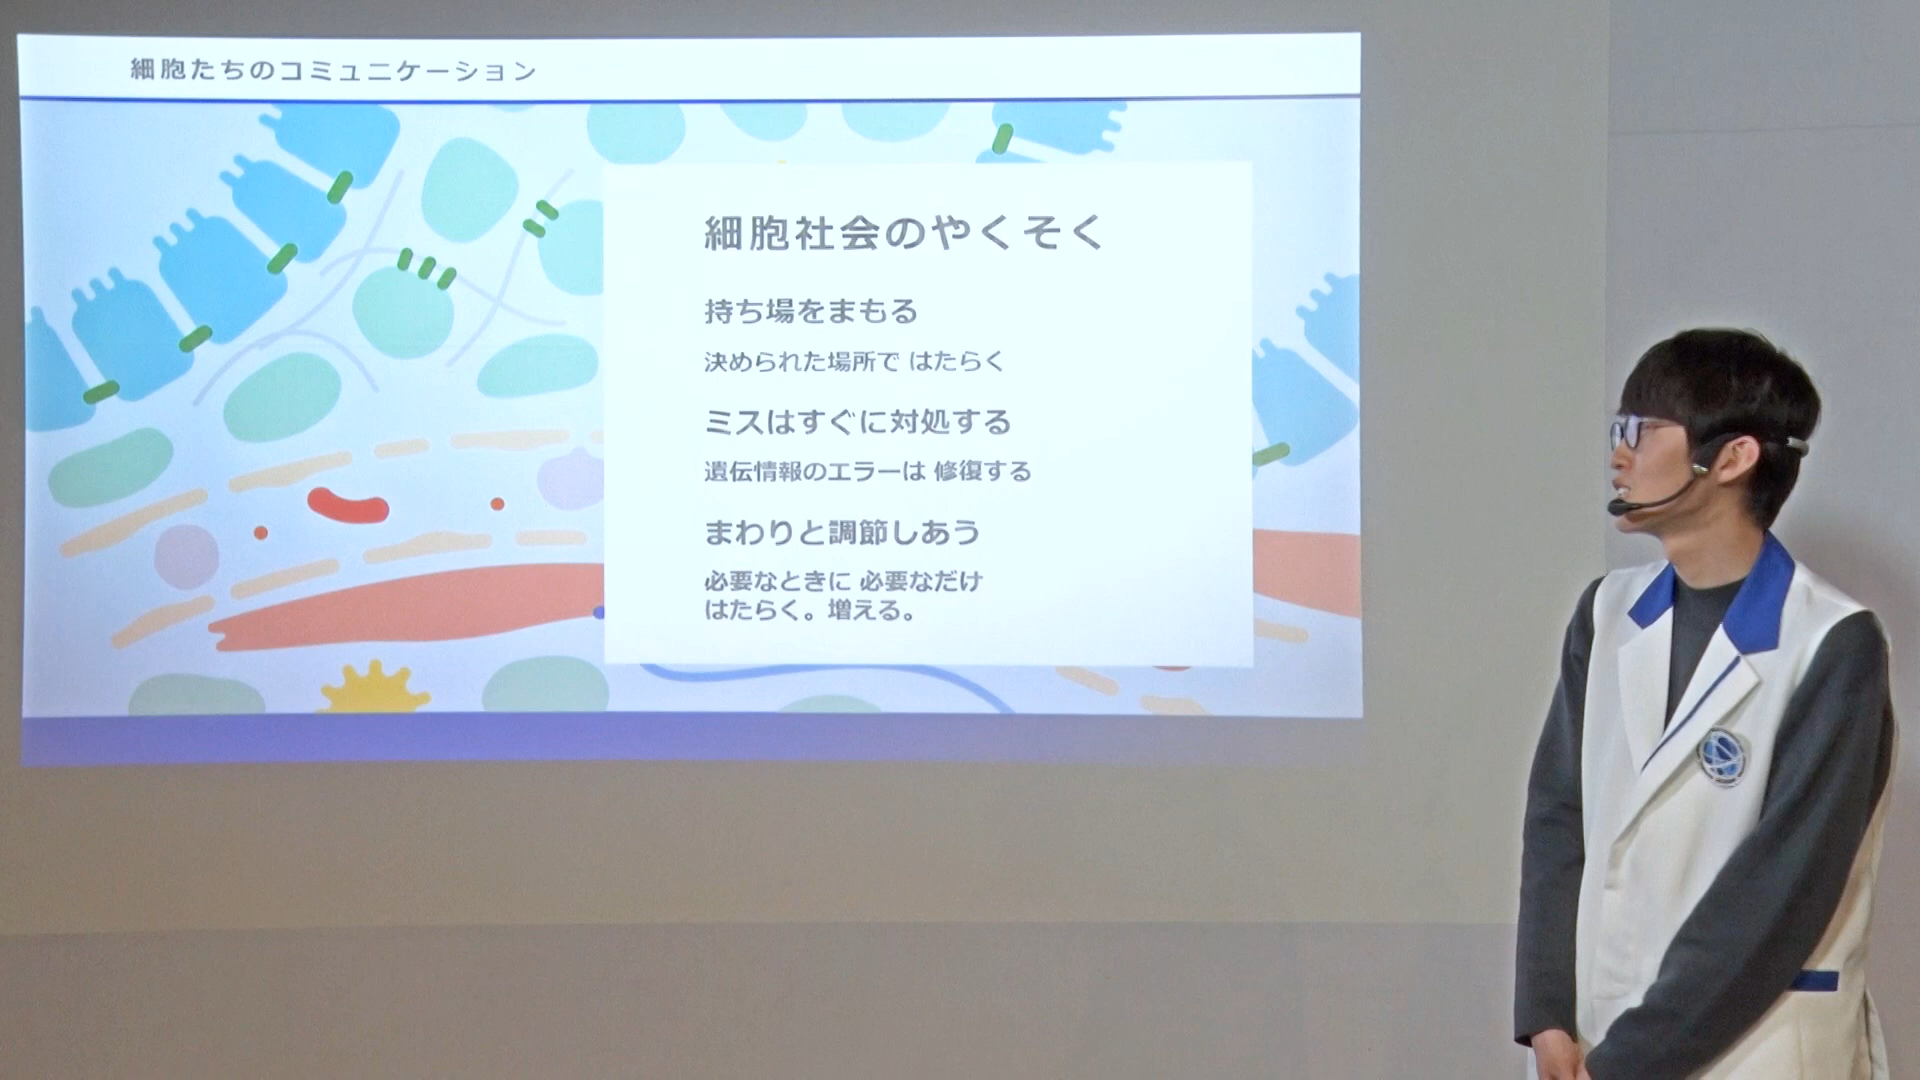 細胞たちのコミュニケーション
細胞社会のやくそく
持ち場をまもる
決められた場所で はたらく
ミスはすぐに対処する
遺伝情報のエラーは 修復する
まわりと調節しあう
必要なときに 必要なだけ
はたらく。増える。